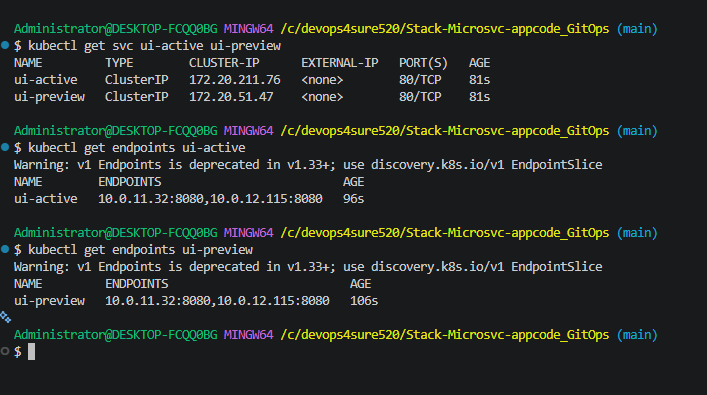 Administrator@DESKTOP-FCQQ0BG MINGW64 /c/devops4sure520/Stack-Microsvc-appcode_GitOps (main)
$ kubectl get svc ui-active ui-preview
NAME         TYPE        CLUSTER-IP       EXTERNAL-IP   PORT(S)   AGE
ui-active    ClusterIP   172.20.211.76    <none>        80/TCP    81s
ui-preview   ClusterIP   172.20.51.47     <none>        80/TCP    81s
Administrator@DESKTOP-FCQQ0BG MINGW64 /c/devops4sure520/Stack-Microsvc-appcode_GitOps (main)
$ kubectl get endpoints ui-active
Warning: v1 Endpoints is deprecated in v1.33+; use discovery.k8s.io/v1 EndpointSlice
NAME        ENDPOINTS                             AGE
ui-active   10.0.11.32:8080,10.0.12.115:8080   96s
Administrator@DESKTOP-FCQQ0BG MINGW64 /c/devops4sure520/Stack-Microsvc-appcode_GitOps (main)
$ kubectl get endpoints ui-preview
Warning: v1 Endpoints is deprecated in v1.33+; use discovery.k8s.io/v1 EndpointSlice
NAME         ENDPOINTS                             AGE
ui-preview   10.0.11.32:8080,10.0.12.115:8080   106s
Administrator@DESKTOP-FCQQ0BG MINGW64 /c/devops4sure520/Stack-Microsvc-appcode_GitOps (main)
$